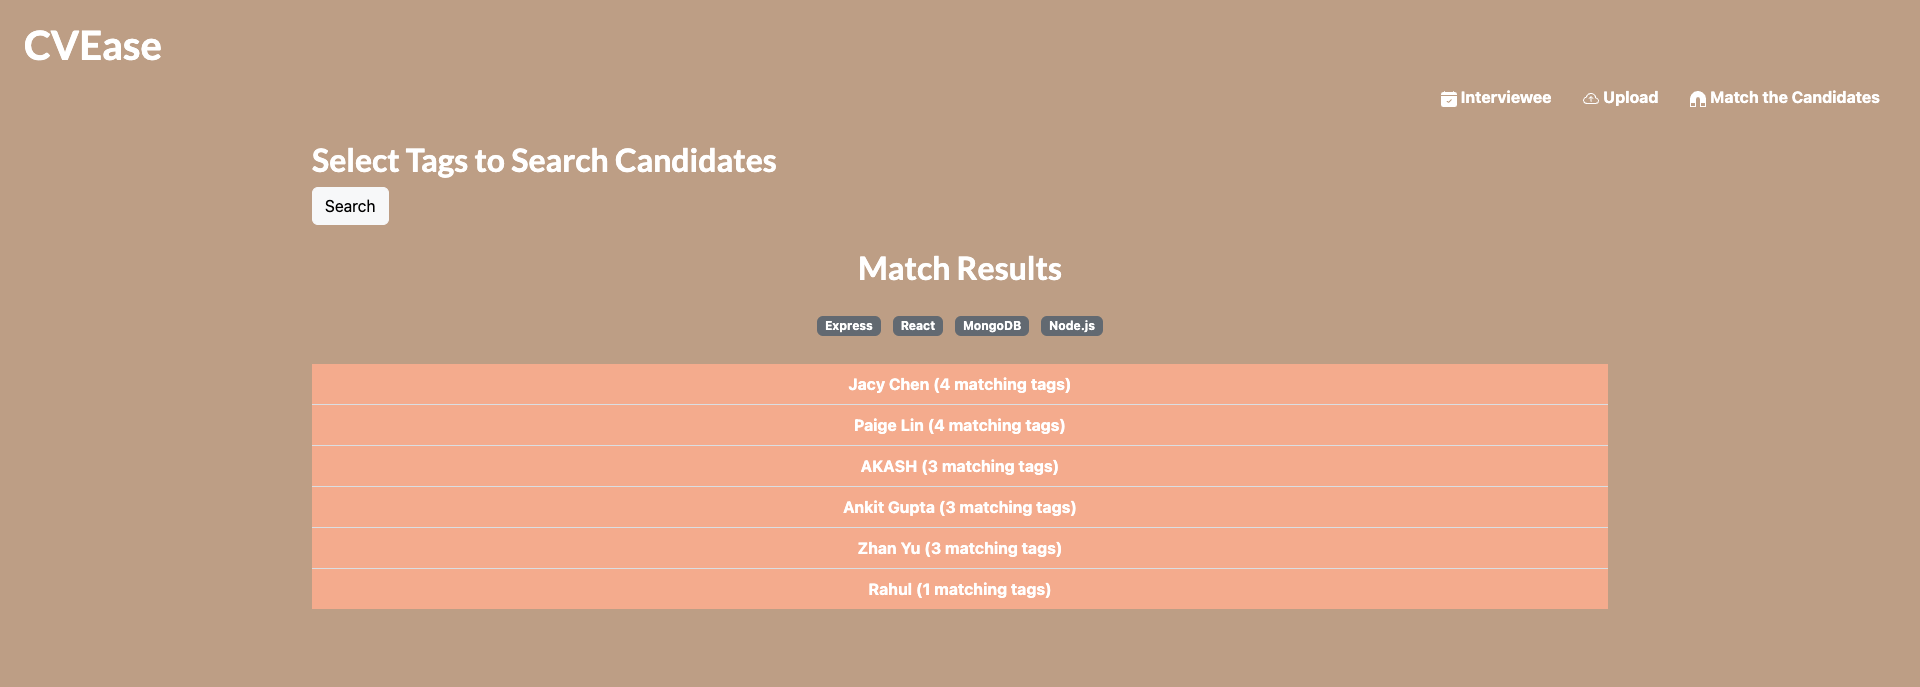 CVEase
Interviewee Upload Match the Candidates
Select Tags to Search Candidates
Search
Match Results
Express React MongoDB Node.js
Jacy Chen (4 matching tags)
Paige Lin (4 matching tags)
AKASH (3 matching tags)
Ankit Gupta (3 matching tags)
Zhan Yu (3 matching tags)
Rahul (1 matching tags)